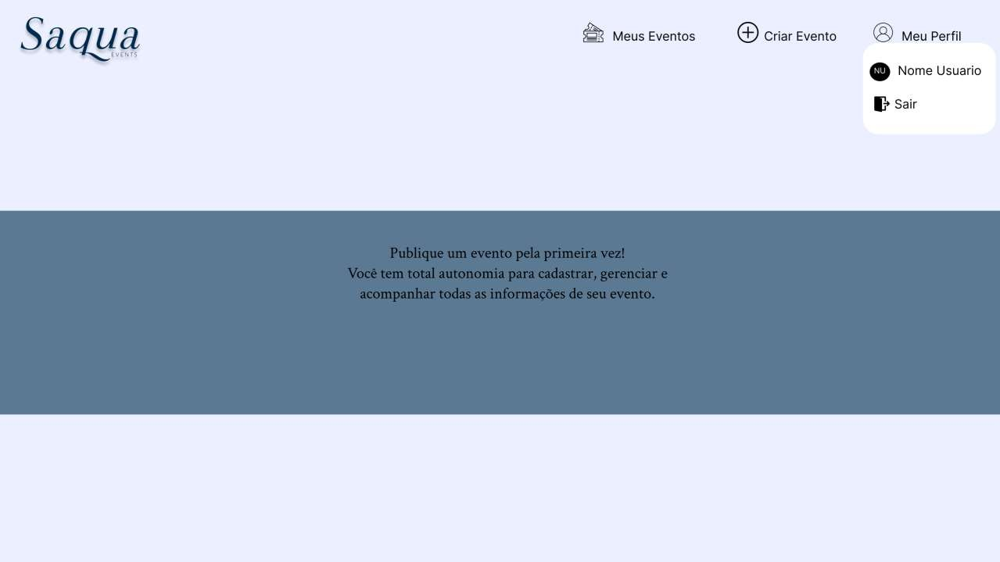 Saqua
EVENTS
Meus Eventos
Criar Evento
Meu Perfil
NU Nome Usuario
Sair
Publique um evento pela primeira vez!
Você tem total autonomia para cadastrar, gerenciar e
acompanhar todas as informações de seu evento.